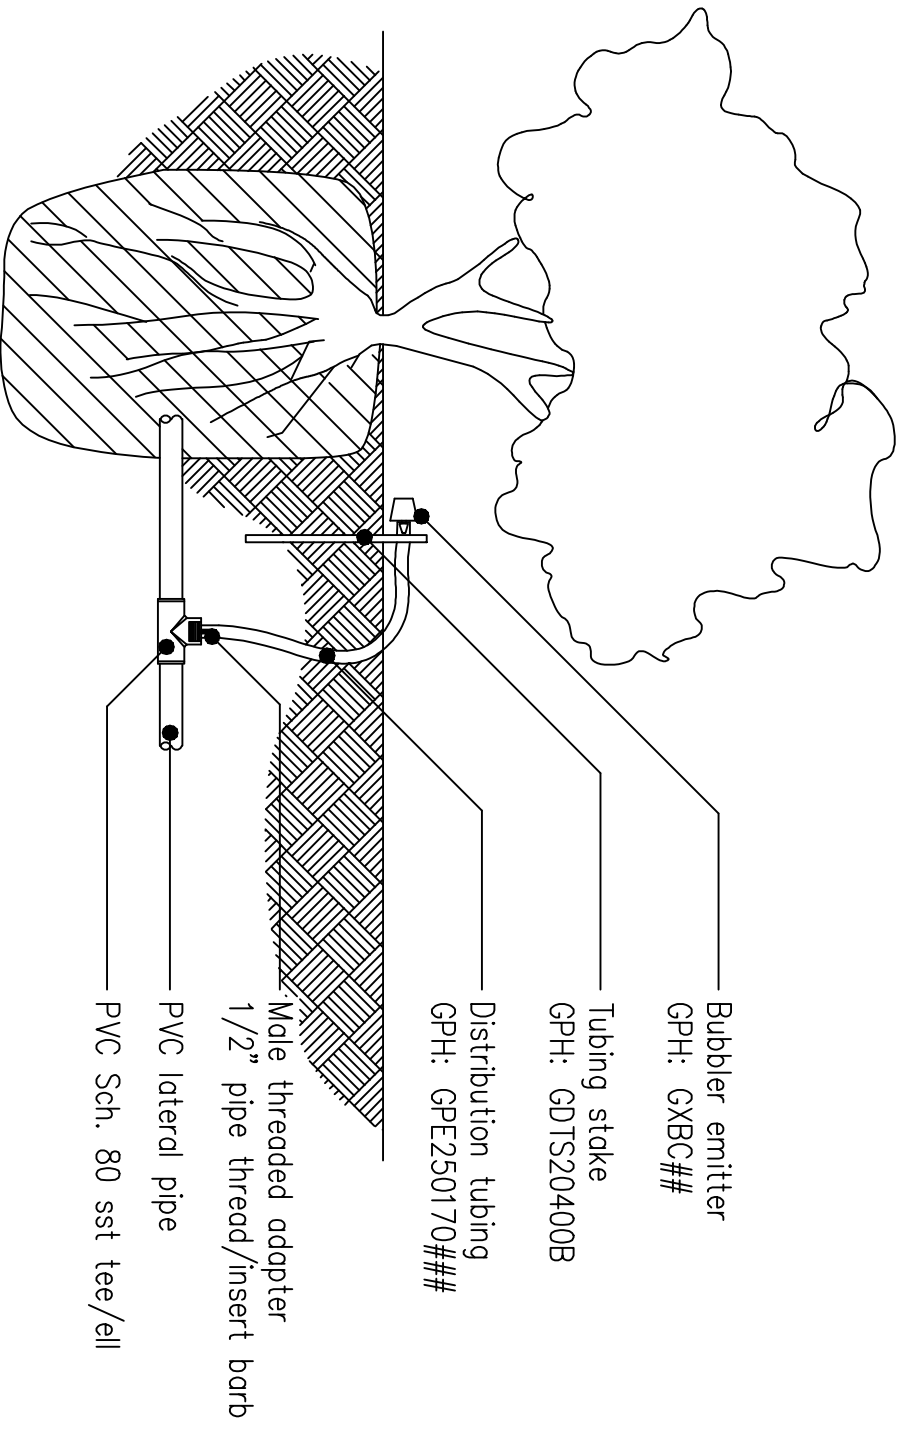 Bubbler emitter
GPH: GXBC##
Tubing stake
GPH: GDTS20400B
Distribution tubing
GPH: GPE250170###
Male threaded adapter
1/2" pipe thread/insert barb
PVC lateral pipe
PVC Sch. 80 sst tee/ell